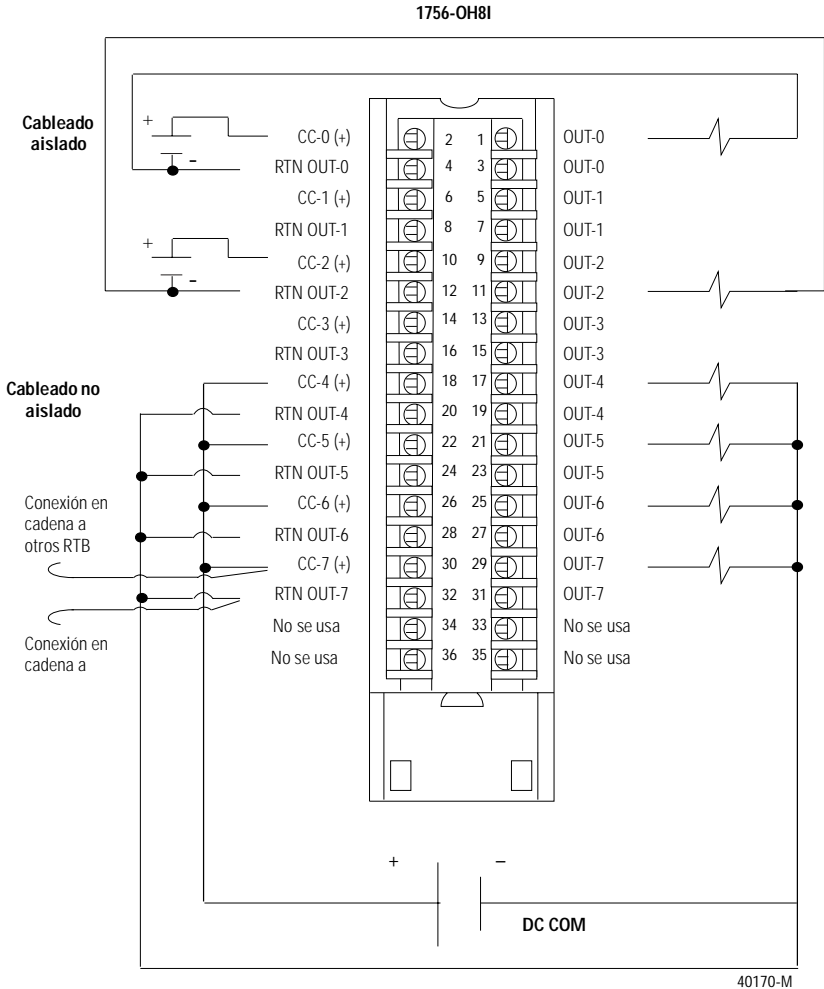 1756-OH8I
Cableado
aislado
+
-
CC-0 (+) 2 1 OUT-0
RTN OUT-0 4 3 OUT-0
CC-1 (+) 6 5 OUT-1
RTN OUT-1 8 7 OUT-1
+
-
CC-2 (+) 10 9 OUT-2
RTN OUT-2 12 11 OUT-2
CC-3 (+) 14 13 OUT-3
RTN OUT-3 16 15 OUT-3
Cableado no
aislado
CC-4 (+) 18 17 OUT-4
RTN OUT-4 20 19 OUT-4
CC-5 (+) 22 21 OUT-5
RTN OUT-5 24 23 OUT-5
Conexión en
cadena a
otros RTB
CC-6 (+) 26 25 OUT-6
RTN OUT-6 28 27 OUT-6
CC-7 (+) 30 29 OUT-7
RTN OUT-7 32 31 OUT-7
Conexión en
cadena a
No se usa 34 33 No se usa
No se usa 36 35 No se usa
+ –
DC COM
40170-M